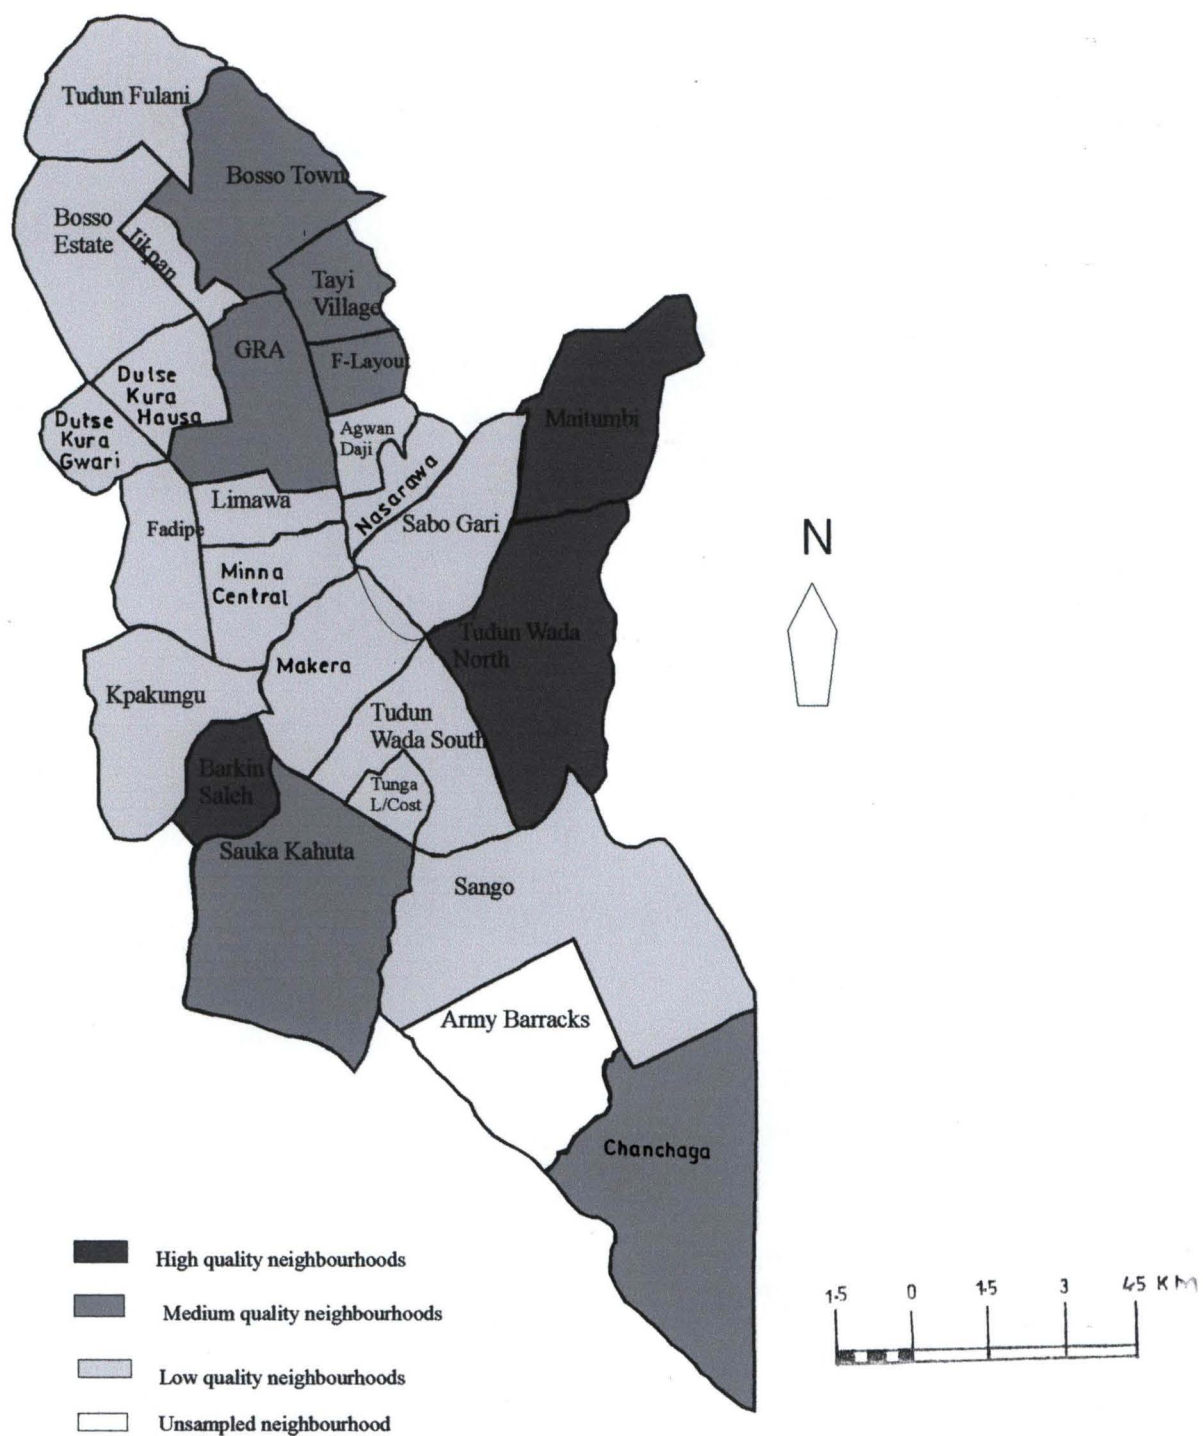 Tudun Fulani
Bosso Town
Bosso
Estate
Jikpan
Tayi
Village
GRA
F-Layout
Dutse
Kura
Hausa
Maitumbi
Dutse
Kura
Gwari
Agwan
Daji
Nasarawa
Limawa
Sabo Gari
Fadipe
N
Minna
Central
Tudun Wada
North
Makera
Kpakungu
Tudun
Wada South
Barkin
Saleh
Tunga
L/Cost
Sauka Kahuta
Sango
Army Barracks
Chanchaga
High quality neighbourhoods
Medium quality neighbourhoods
Low quality neighbourhoods
Unsampled neighbourhood
1.5 0 1.5 3 4.5 KM